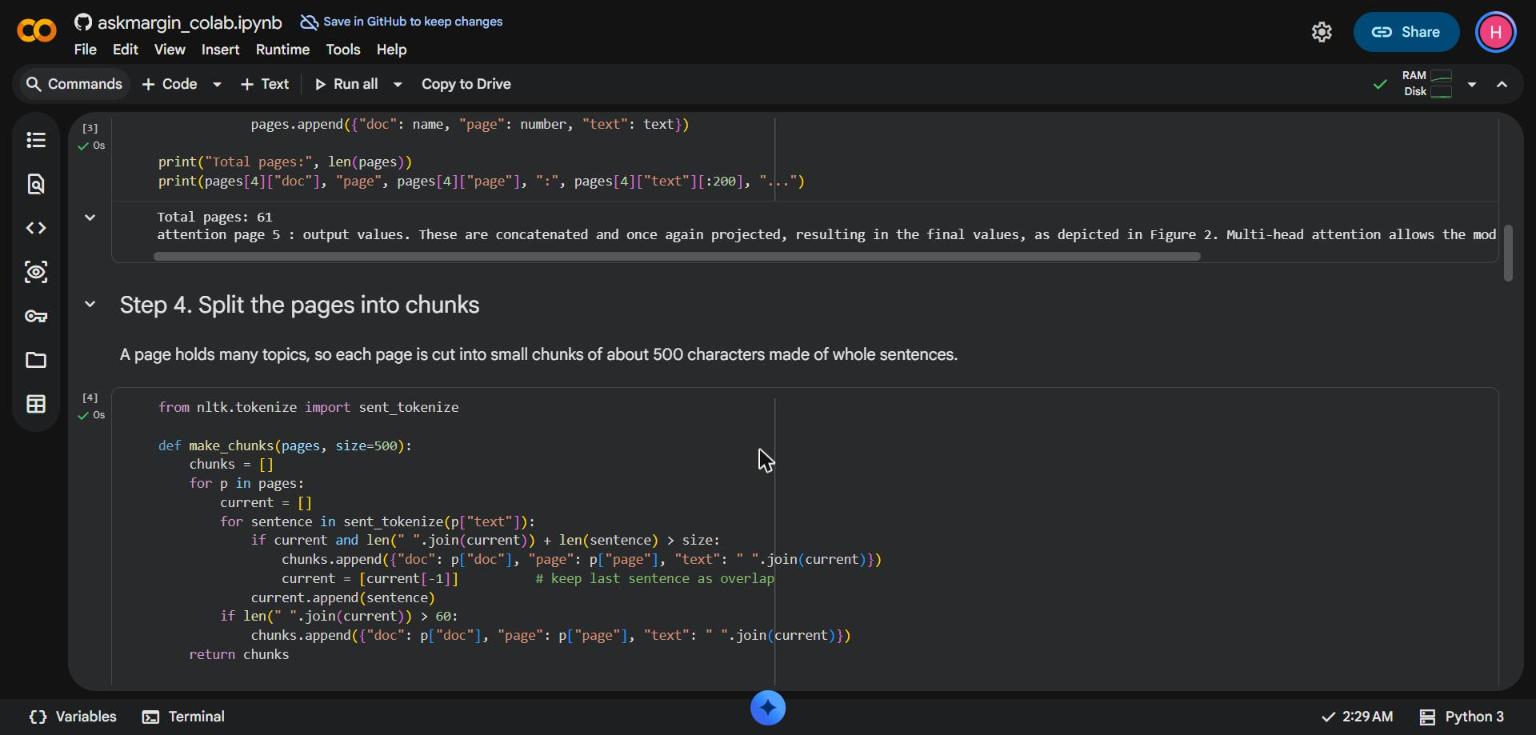 askmargin_colab.ipynb
Save in GitHub to keep changes
File Edit View Insert Runtime Tools Help
Share
H
Commands + Code + Text Run all Copy to Drive
RAM
Disk
[3]
0s
pages.append({"doc": name, "page": number, "text": text})
print("Total pages:", len(pages))
print(pages[4]["doc"], "page", pages[4]["page"], ":", pages[4]["text"][:200], "...")
Total pages: 61
attention page 5 : output values. These are concatenated and once again projected, resulting in the final values, as depicted in Figure 2. Multi-head attention allows the mod
Step 4. Split the pages into chunks
A page holds many topics, so each page is cut into small chunks of about 500 characters made of whole sentences.
[4]
0s
from nltk.tokenize import sent_tokenize
def make_chunks(pages, size=500):
chunks = []
for p in pages:
current = []
for sentence in sent_tokenize(p["text"]):
if current and len(" ".join(current)) + len(sentence) > size:
chunks.append({"doc": p["doc"], "page": p["page"], "text": " ".join(current)})
current = [current[-1]] # keep last sentence as overlap
current.append(sentence)
if len(" ".join(current)) > 60:
chunks.append({"doc": p["doc"], "page": p["page"], "text": " ".join(current)})
return chunks
Variables Terminal
2:29 AM Python 3